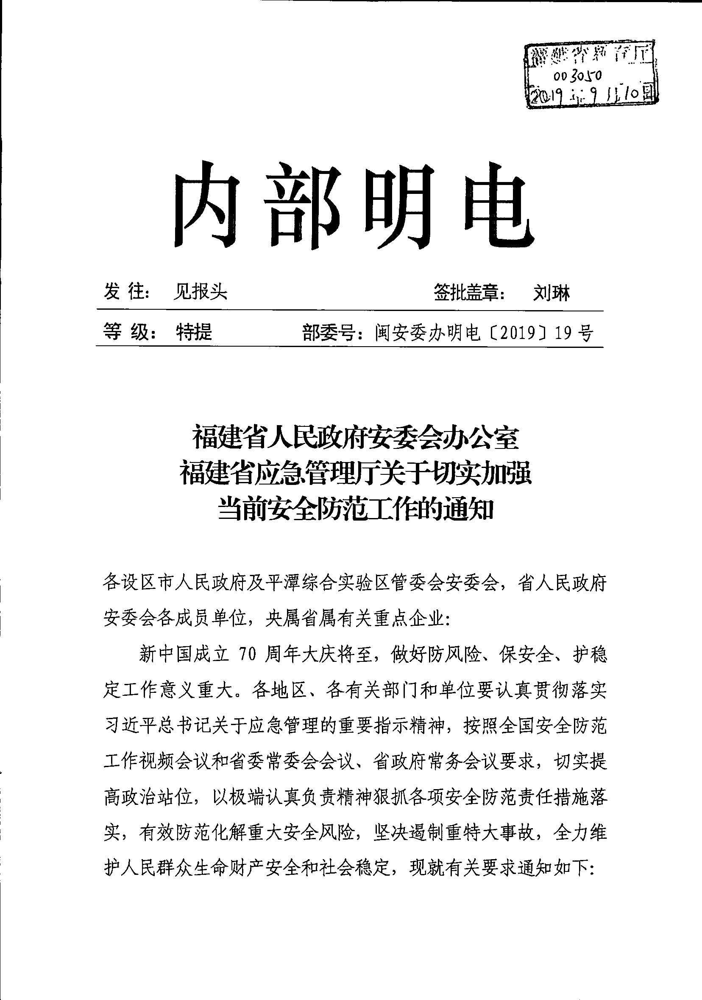 福建省教育厅
003050
2019年9月10日
内部明电
发 往： 见报头 签批盖章： 刘琳
等 级： 特提 部委号：闽安委办明电〔2019〕19 号
福建省人民政府安委会办公室
福建省应急管理厅关于切实加强
当前安全防范工作的通知
各设区市人民政府及平潭综合实验区管委会安委会，省人民政府
安委会各成员单位，央属省属有关重点企业：
新中国成立 70 周年大庆将至，做好防风险、保安全、护稳
定工作意义重大。各地区、各有关部门和单位要认真贯彻落实
习近平总书记关于应急管理的重要指示精神，按照全国安全防范
工作视频会议和省委常委会会议、省政府常务会议要求，切实提
高政治站位，以极端认真负责精神狠抓各项安全防范责任措施落
实，有效防范化解重大安全风险，坚决遏制重特大事故，全力维
护人民群众生命财产安全和社会稳定，现就有关要求通知如下：